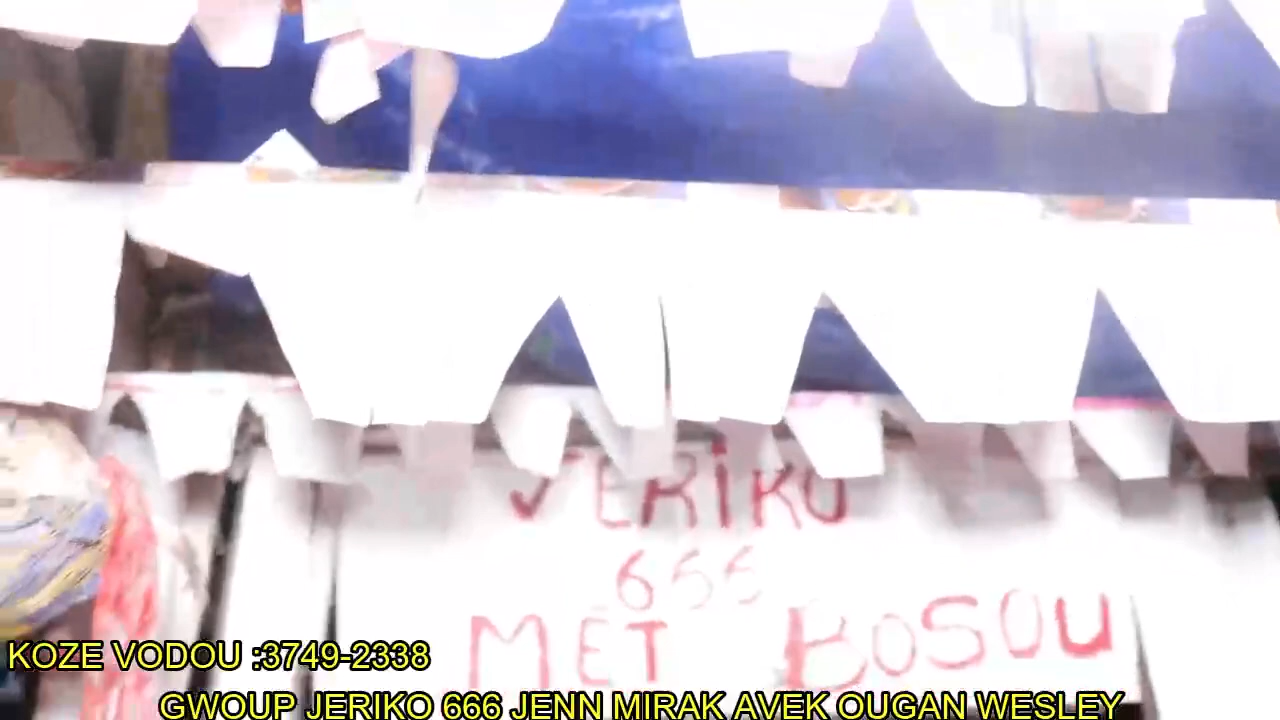 JERiKO
666
MET BOSOU
KOZE VODOU :3749-2338
GWOUP JERIKO 666 JENN MIRAK AVEK OUGAN WESLEY